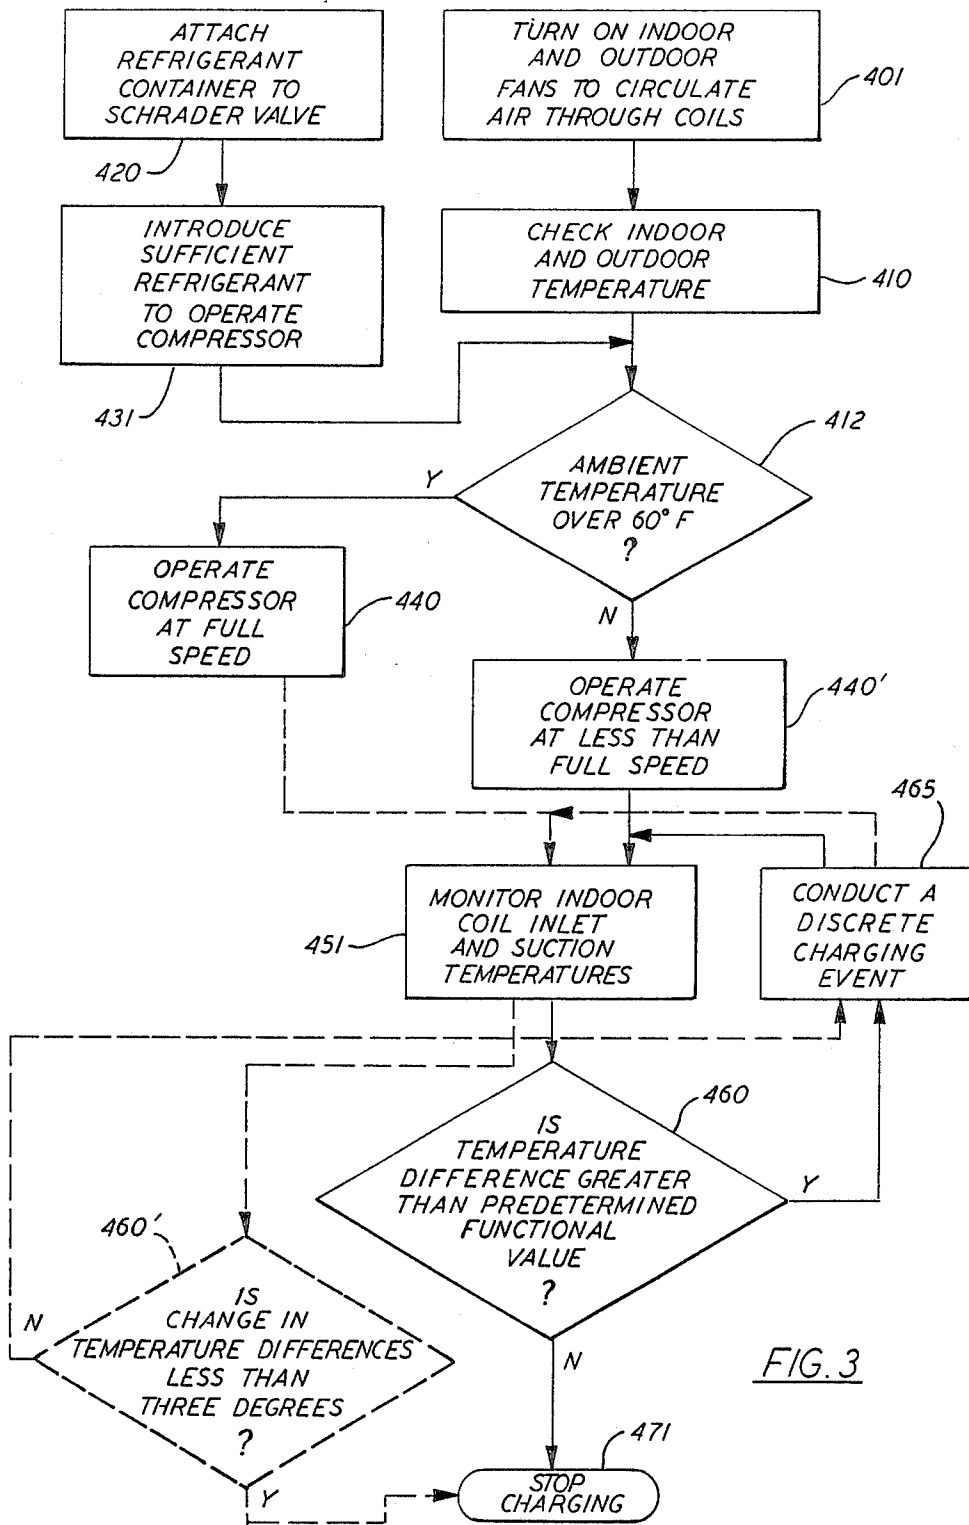 ATTACH
REFRIGERANT
CONTAINER TO
SCHRADER VALVE
420
TURN ON INDOOR
AND OUTDOOR
FANS TO CIRCULATE
AIR THROUGH COILS
401
INTRODUCE
SUFFICIENT
REFRIGERANT
TO OPERATE
COMPRESSOR
431
CHECK INDOOR
AND OUTDOOR
TEMPERATURE
410
412
AMBIENT
TEMPERATURE
OVER 60° F
?
Y
N
OPERATE
COMPRESSOR
AT FULL
SPEED
440
OPERATE
COMPRESSOR
AT LESS THAN
FULL SPEED
440'
465
MONITOR INDOOR
COIL INLET
AND SUCTION
TEMPERATURES
451
CONDUCT A
DISCRETE
CHARGING
EVENT
460
IS
TEMPERATURE
DIFFERENCE GREATER
THAN PREDETERMINED
FUNCTIONAL
VALUE
?
Y
N
460'
IS
CHANGE IN
TEMPERATURE DIFFERENCES
LESS THAN
THREE DEGREES
?
N
Y
FIG. 3
471
STOP
CHARGING